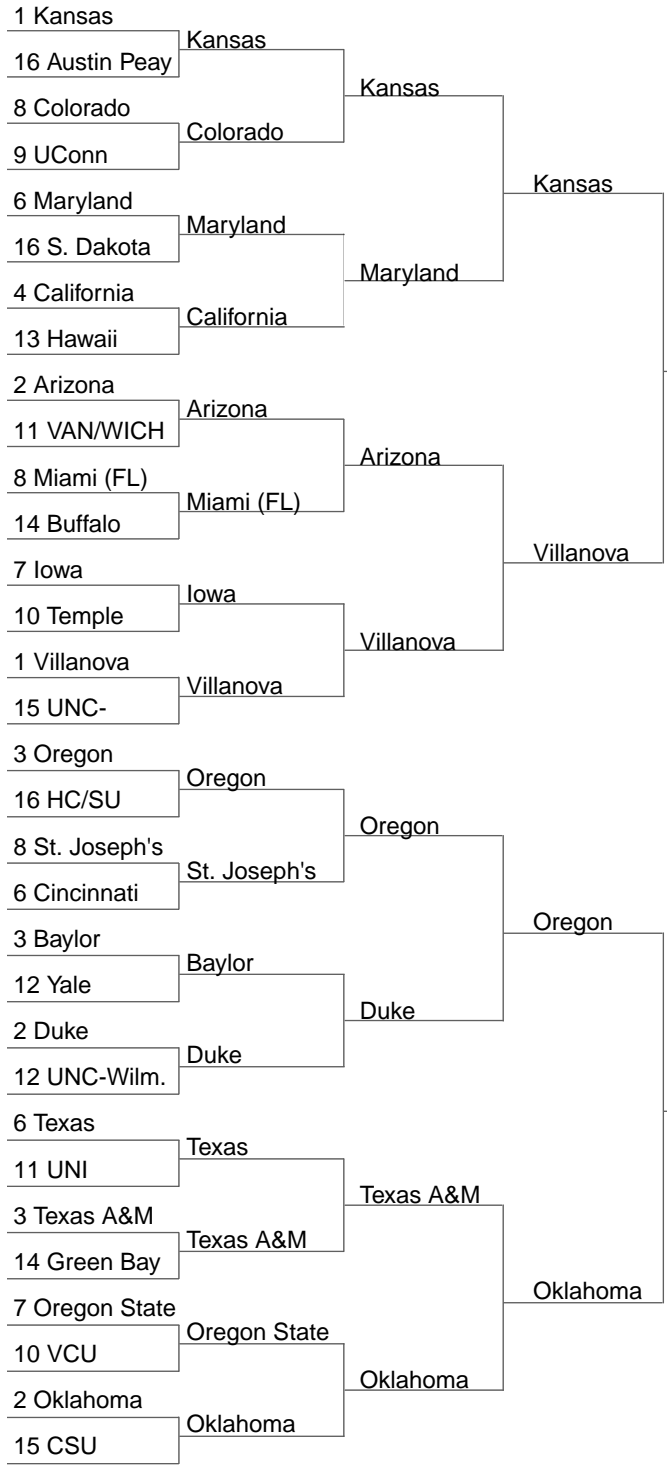 1 Kansas
16 Austin Peay
8 Colorado
9 UConn
6 Maryland
16 S. Dakota
4 California
13 Hawaii
2 Arizona
11 VAN/WICH
8 Miami (FL)
14 Buffalo
7 Iowa
10 Temple
1 Villanova
15 UNC-
3 Oregon
16 HC/SU
8 St. Joseph's
6 Cincinnati
3 Baylor
12 Yale
2 Duke
12 UNC-Wilm.
6 Texas
11 UNI
3 Texas A&M
14 Green Bay
7 Oregon State
10 VCU
2 Oklahoma
15 CSU
Kansas
Colorado
Maryland
California
Arizona
Miami (FL)
Iowa
Villanova
Oregon
St. Joseph's
Baylor
Duke
Texas
Texas A&M
Oregon State
Oklahoma
Kansas
Maryland
Arizona
Villanova
Oregon
Duke
Texas A&M
Oklahoma
Kansas
Villanova
Oregon
Oklahoma